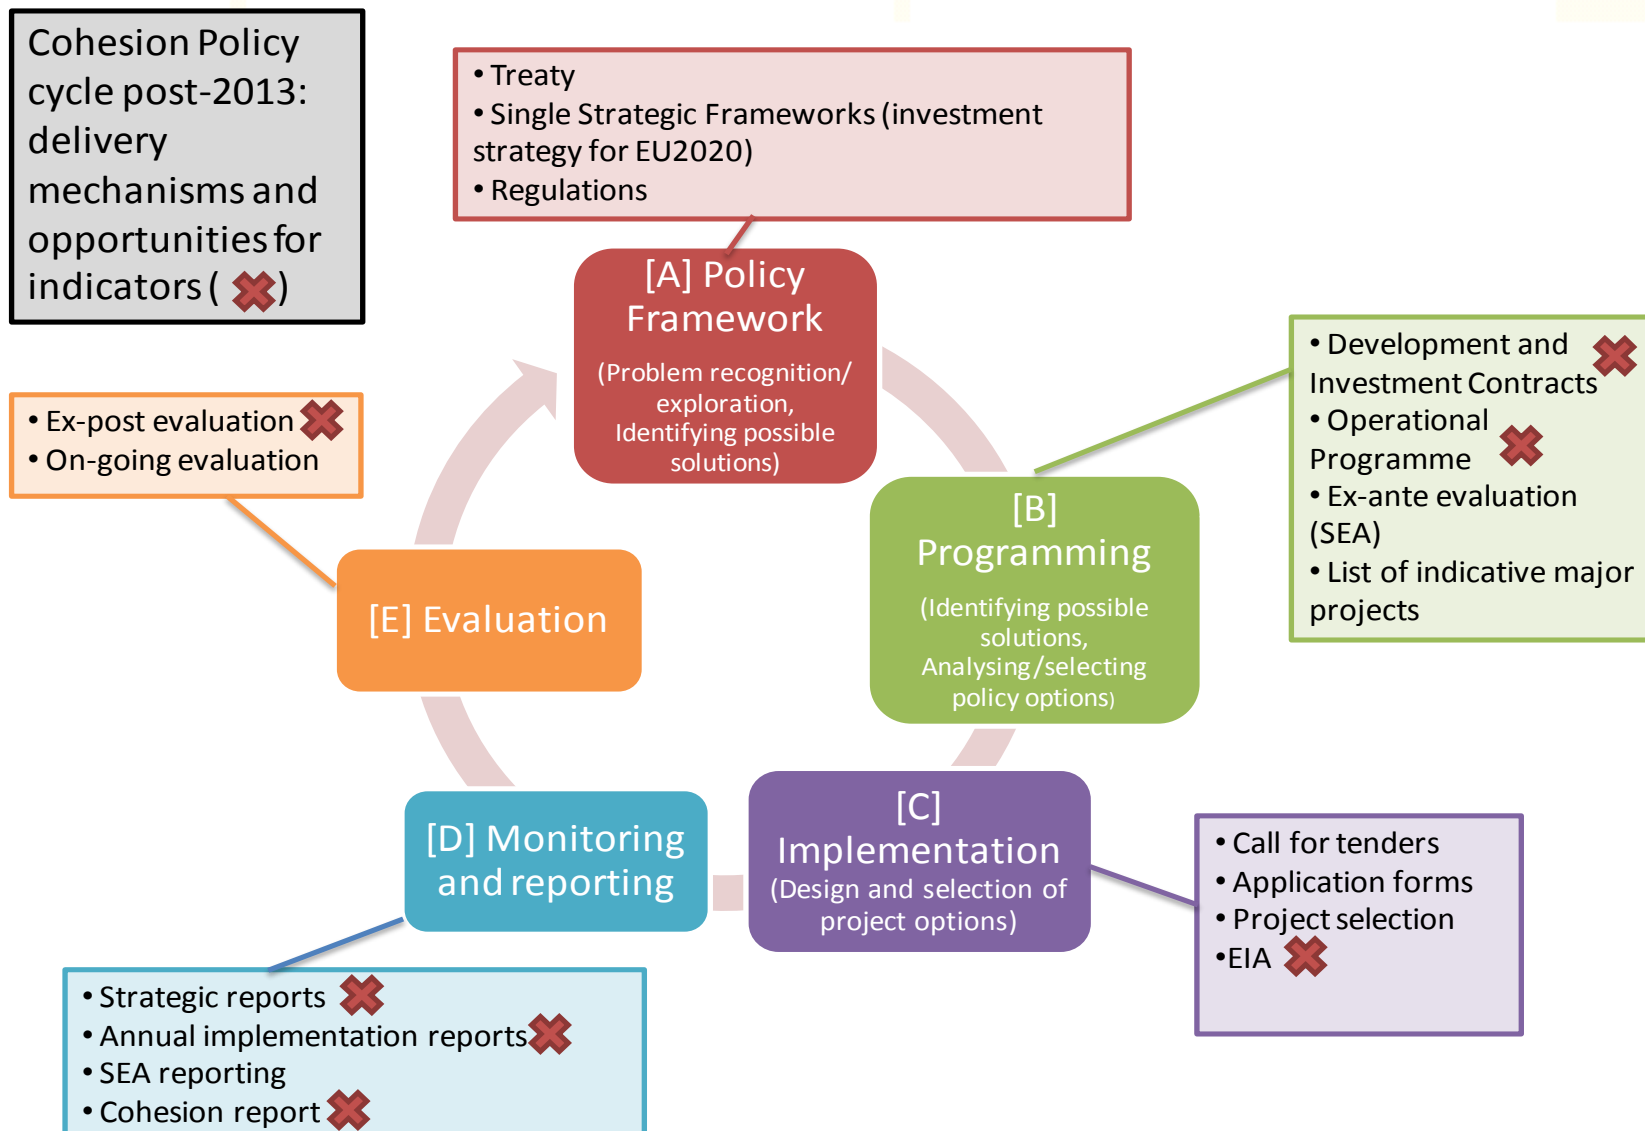 Cohesion Policy
cycle post-2013:
delivery
mechanisms and
opportunities for
indicators ( )
• Treaty
• Single Strategic Frameworks (investment
strategy for EU2020)
• Regulations
[A] Policy
Framework
(Problem recognition/
exploration,
Identifying possible
solutions)
• Development and
Investment Contracts
• Operational
Programme
• Ex-ante evaluation
(SEA)
• List of indicative major
projects
[B]
Programming
(Identifying possible
solutions,
Analysing/selecting
policy options)
• Ex-post evaluation
• On-going evaluation
[E] Evaluation
[C]
Implementation
(Design and selection of
project options)
• Call for tenders
• Application forms
• Project selection
•EIA
[D] Monitoring
and reporting
• Strategic reports
• Annual implementation reports
• SEA reporting
• Cohesion report